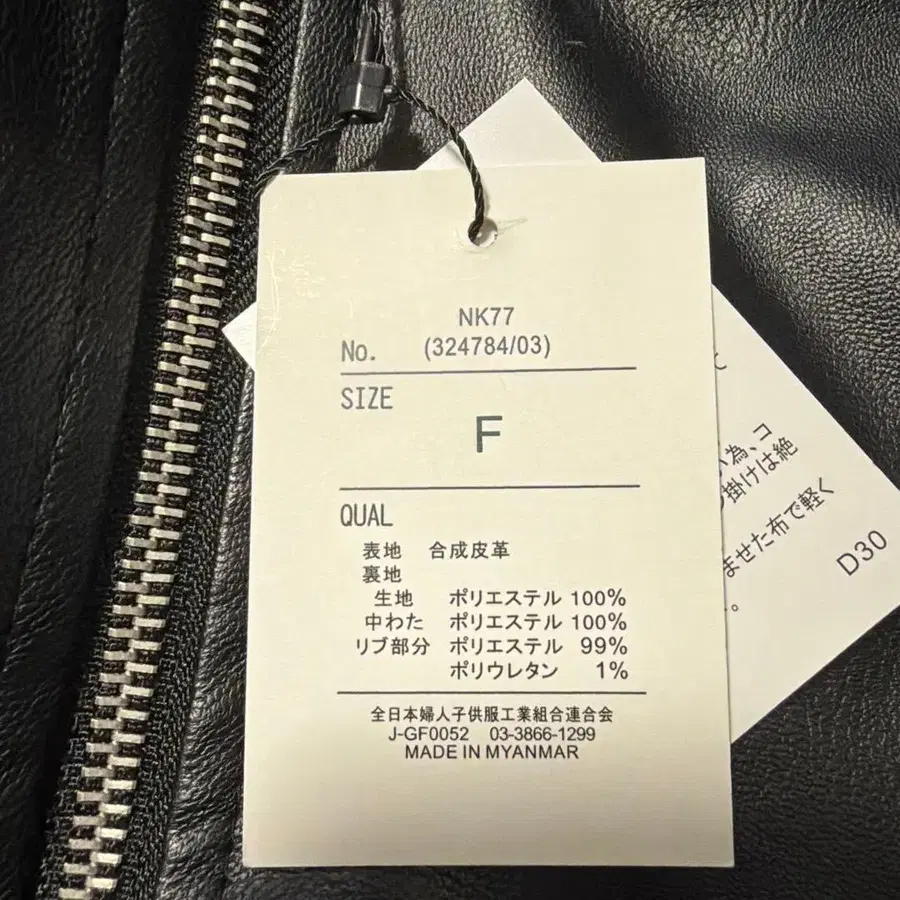 NK77
No. (324784/03)
SIZE
F
QUAL
表地 合成皮革
裏地
生地 ポリエステル 100%
中わた ポリエステル 100%
リブ部分 ポリエステル 99%
ポリウレタン 1%
全日本婦人子供服工業組合連合会
J-GF0052 03-3866-1299
MADE IN MYANMAR
為、コ
掛けは絶
ませた布で軽く
D30